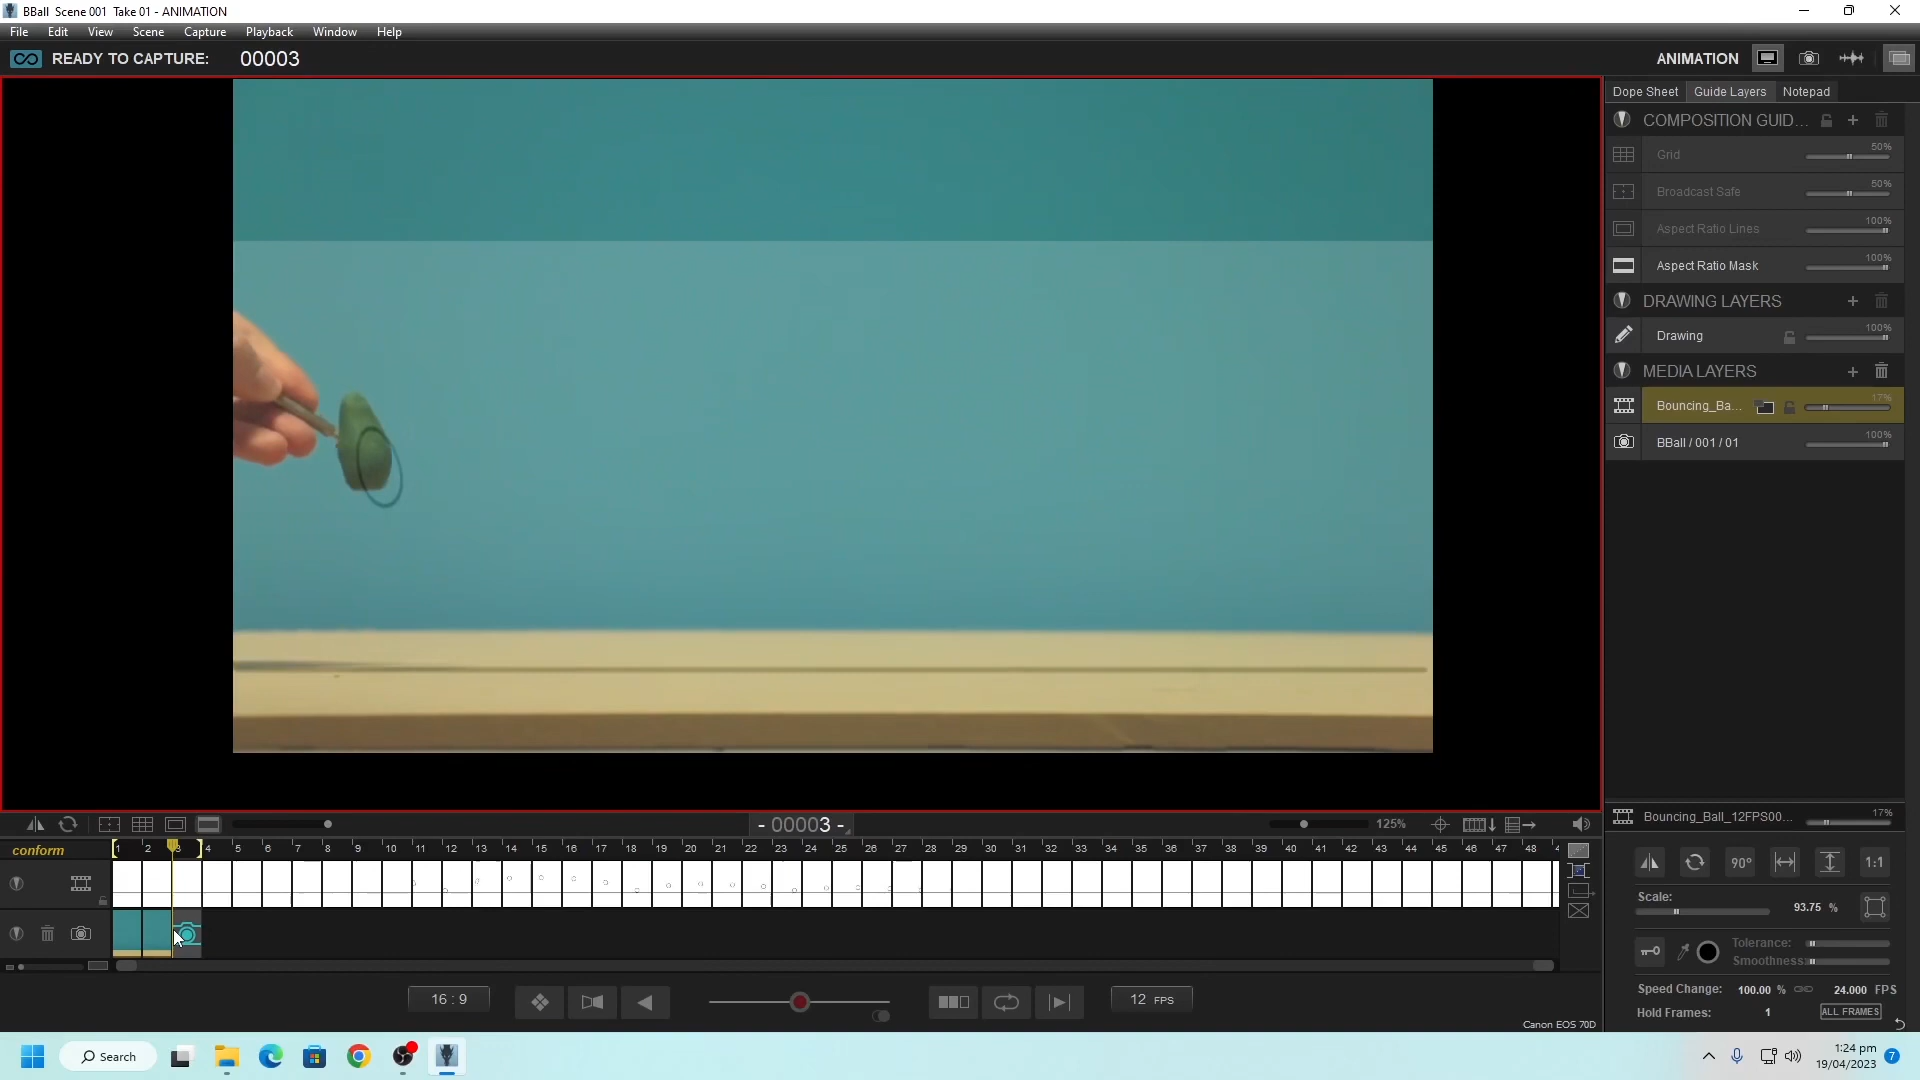 BBall  Scene 001  Take 01 - ANIMATION
File Edit View Scene Capture Playback Window Help
READY TO CAPTURE: 00003
ANIMATION
Dope Sheet Guide Layers Notepad
COMPOSITION GUID...
Grid 50%
Broadcast Safe 50%
Aspect Ratio Lines 100%
Aspect Ratio Mask 100%
DRAWING LAYERS
Drawing 100%
MEDIA LAYERS
Bouncing_Ba... 17%
BBall / 001 / 01 100%
- 00003 -
125%
conform
1 2 3 4 5 6 7 8 9 10 11 12 13 14 15 16 17 18 19 20 21 22 23 24 25 26 27 28 29 30 31 32 33 34 35 36 37 38 39 40 41 42 43 44 45 46 47 48
16 : 9
12 FPS
Canon EOS 70D
Bouncing_Ball_12FPS00... 17%
90° 1:1
Scale: 93.75 %
Tolerance:
Smoothness:
Speed Change: 100.00 % 24.000 FPS
Hold Frames: 1 ALL FRAMES
Search
1:24 pm
19/04/2023
7